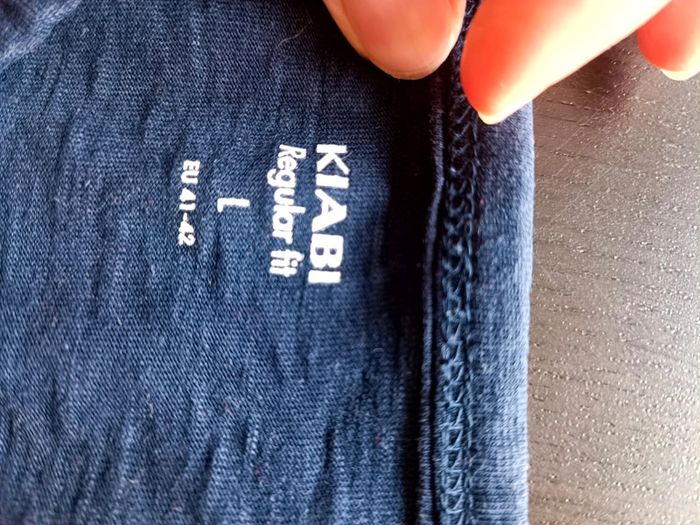 KIABI
Regular fit
L
EU 41-42